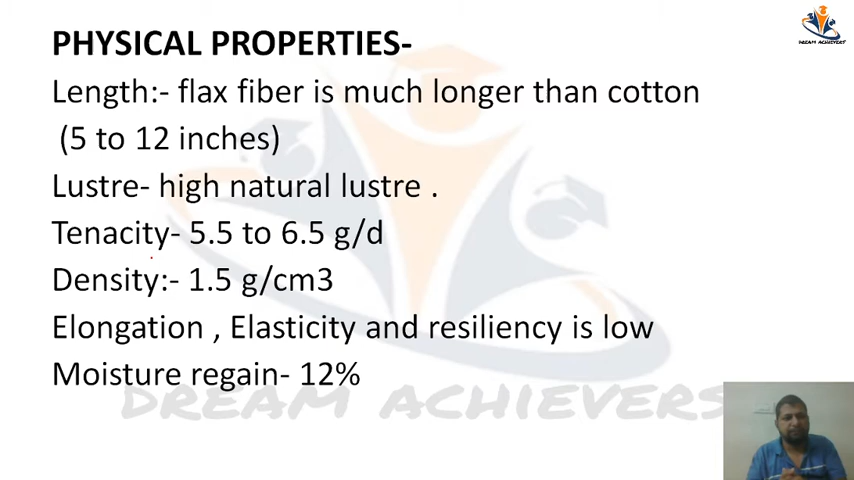 PHYSICAL PROPERTIES-
Length:- flax fiber is much longer than cotton
(5 to 12 inches)
Lustre- high natural lustre .
Tenacity- 5.5 to 6.5 g/d
Density:- 1.5 g/cm3
Elongation , Elasticity and resiliency is low
Moisture regain- 12%
DREAM ACHIEVERS
DREAM ACHIEVERS